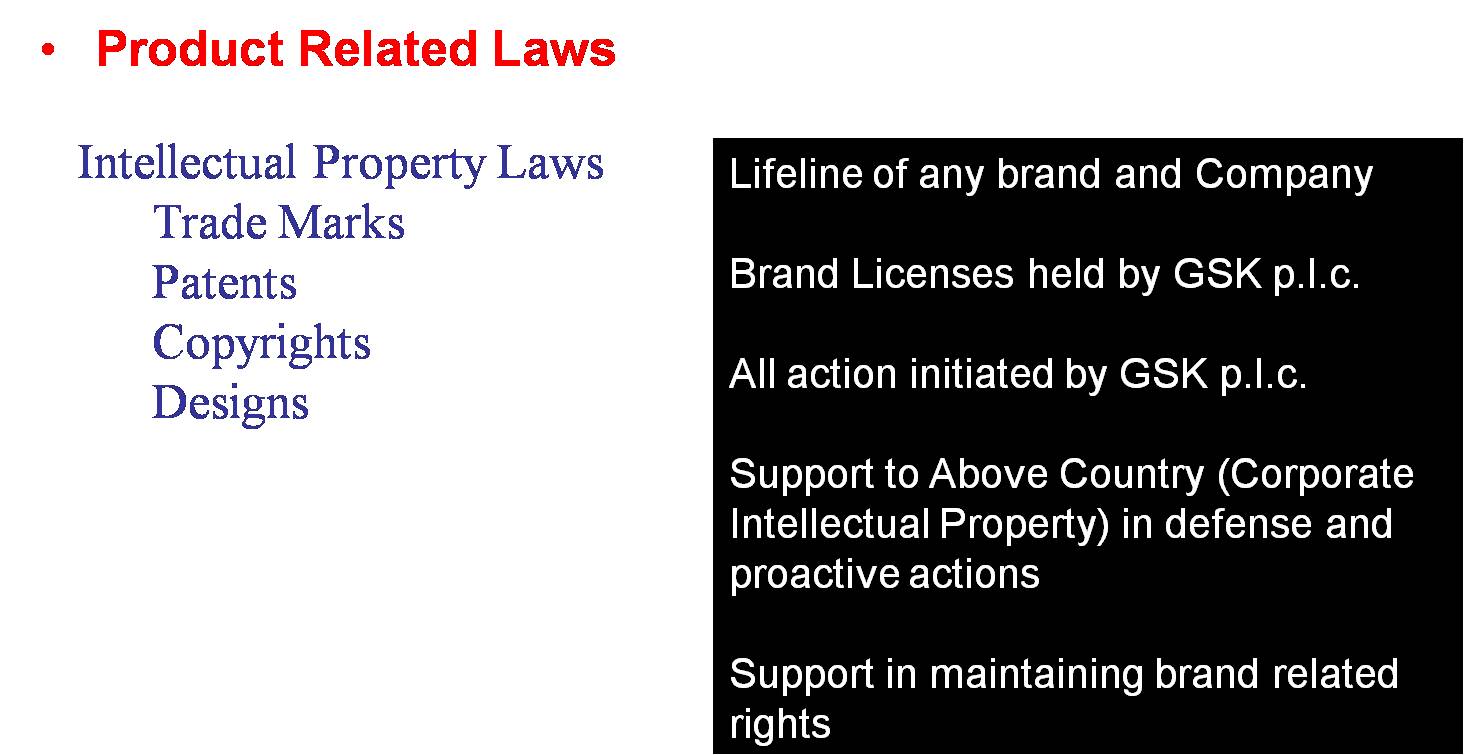 • Product Related Laws
Intellectual Property Laws
Trade Marks
Patents
Copyrights
Designs
Lifeline of any brand and Company
Brand Licenses held by GSK p.l.c.
All action initiated by GSK p.l.c.
Support to Above Country (Corporate
Intellectual Property) in defense and
proactive actions
Support in maintaining brand related
rights